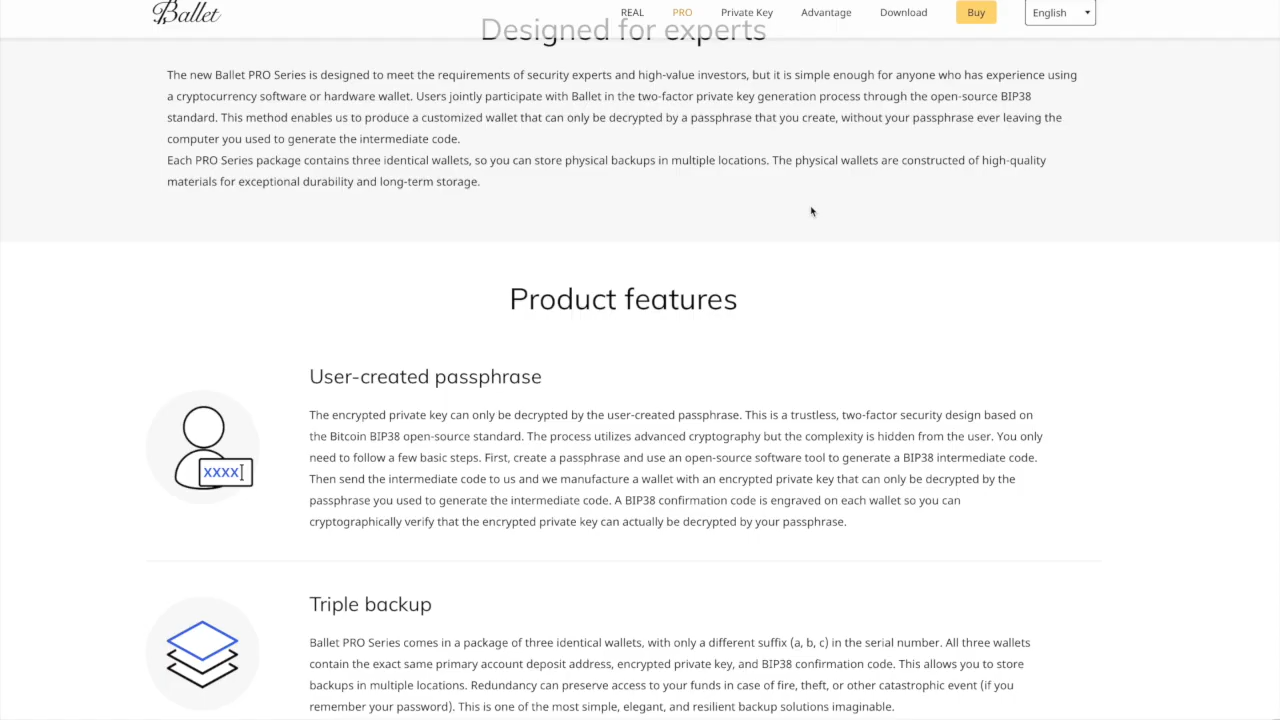 Ballet
REAL PRO Private Key Advantage Download Buy English
Designed for experts
The new Ballet PRO Series is designed to meet the requirements of security experts and high-value investors, but it is simple enough for anyone who has experience using
a cryptocurrency software or hardware wallet. Users jointly participate with Ballet in the two-factor private key generation process through the open-source BIP38
standard. This method enables us to produce a customized wallet that can only be decrypted by a passphrase that you create, without your passphrase ever leaving the
computer you used to generate the intermediate code.
Each PRO Series package contains three identical wallets, so you can store physical backups in multiple locations. The physical wallets are constructed of high-quality
materials for exceptional durability and long-term storage.
Product features
User-created passphrase
The encrypted private key can only be decrypted by the user-created passphrase. This is a trustless, two-factor security design based on
the Bitcoin BIP38 open-source standard. The process utilizes advanced cryptography but the complexity is hidden from the user. You only
need to follow a few basic steps. First, create a passphrase and use an open-source software tool to generate a BIP38 intermediate code.
Then send the intermediate code to us and we manufacture a wallet with an encrypted private key that can only be decrypted by the
passphrase you used to generate the intermediate code. A BIP38 confirmation code is engraved on each wallet so you can
cryptographically verify that the encrypted private key can actually be decrypted by your passphrase.
XXXX
Triple backup
Ballet PRO Series comes in a package of three identical wallets, with only a different suffix (a, b, c) in the serial number. All three wallets
contain the exact same primary account deposit address, encrypted private key, and BIP38 confirmation code. This allows you to store
backups in multiple locations. Redundancy can preserve access to your funds in case of fire, theft, or other catastrophic event (if you
remember your password). This is one of the most simple, elegant, and resilient backup solutions imaginable.